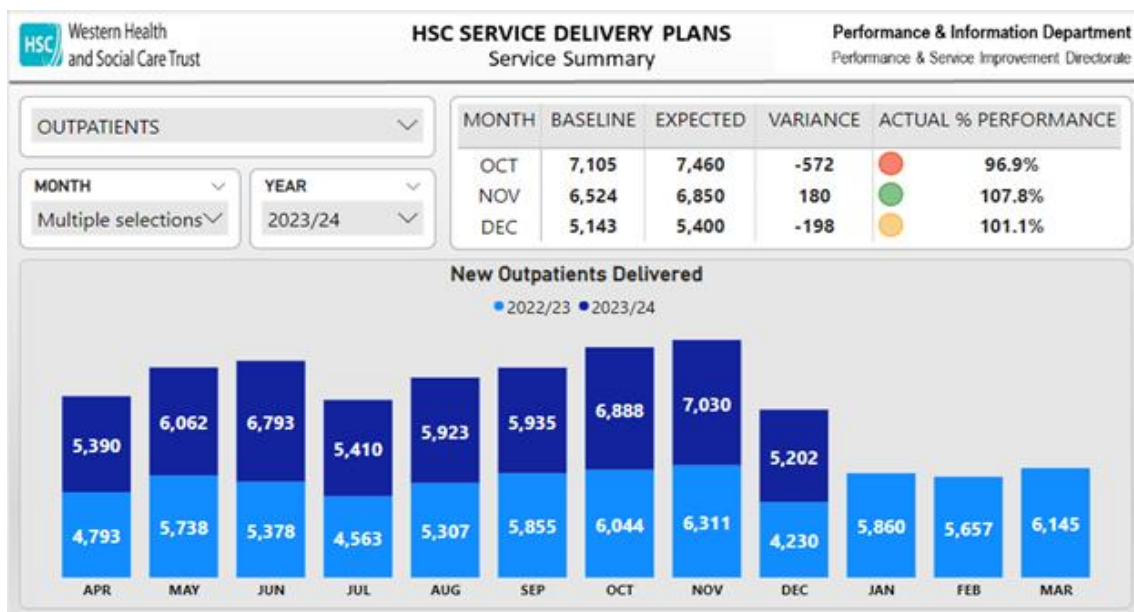 HSC Western Health and Social Care Trust
HSC SERVICE DELIVERY PLANS
Service Summary
Performance & Information Department
Performance & Service Improvement Directorate
OUTPATIENTS
MONTH
Multiple selections
YEAR
2023/24
MONTH BASELINE EXPECTED VARIANCE ACTUAL % PERFORMANCE
OCT 7,105 7,460 -572 96.9%
NOV 6,524 6,850 180 107.8%
DEC 5,143 5,400 -198 101.1%
New Outpatients Delivered
2022/23 2023/24
5,390 6,062 6,793 5,410 5,923 5,935 6,888 7,030 5,202
4,793 5,738 5,378 4,563 5,307 5,855 6,044 6,311 4,230 5,860 5,657 6,145
APR MAY JUN JUL AUG SEP OCT NOV DEC JAN FEB MAR